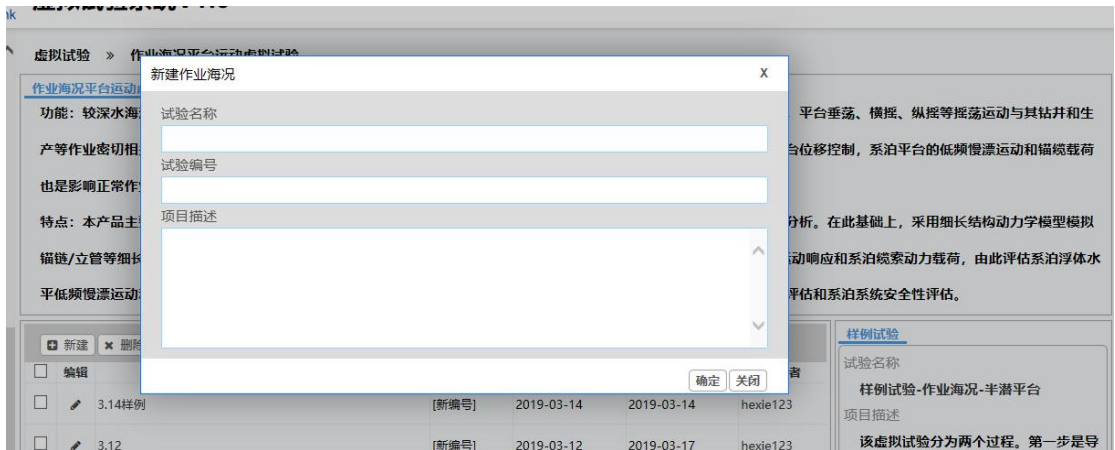 nk
虚拟试验 » 作业海况平台运动虚拟试验
作业海况平台运动
新建作业海况 X
试验名称
试验编号
项目描述
确定 关闭
功能：较深水海
平台垂荡、横摇、纵摇等摇荡运动与其钻井和生
产等作业密切相
台位移控制，系泊平台的低频慢漂运动和锚缆载荷
也是影响正常作
特点：本产品主
分析。在此基础上，采用细长结构动力学模型模拟
锚链/立管等细长
动响应和系泊缆索动力载荷，由此评估系泊浮体水
平低频慢漂运动
评估和系泊系统安全性评估。
新建 删除
编辑 者
3.14样例 [新编号] 2019-03-14 2019-03-14 hexie123
3.12 [新编号] 2019-03-12 2019-03-17 hexie123
样例试验
试验名称
样例试验-作业海况-半潜平台
项目描述
该虚拟试验分为两个过程。第一步是导